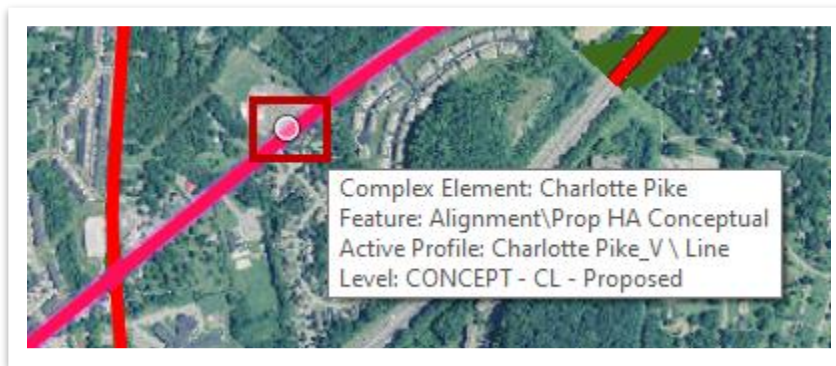 Complex Element: Charlotte Pike
Feature: Alignment\Prop HA Conceptual
Active Profile: Charlotte Pike_V \ Line
Level: CONCEPT - CL - Proposed